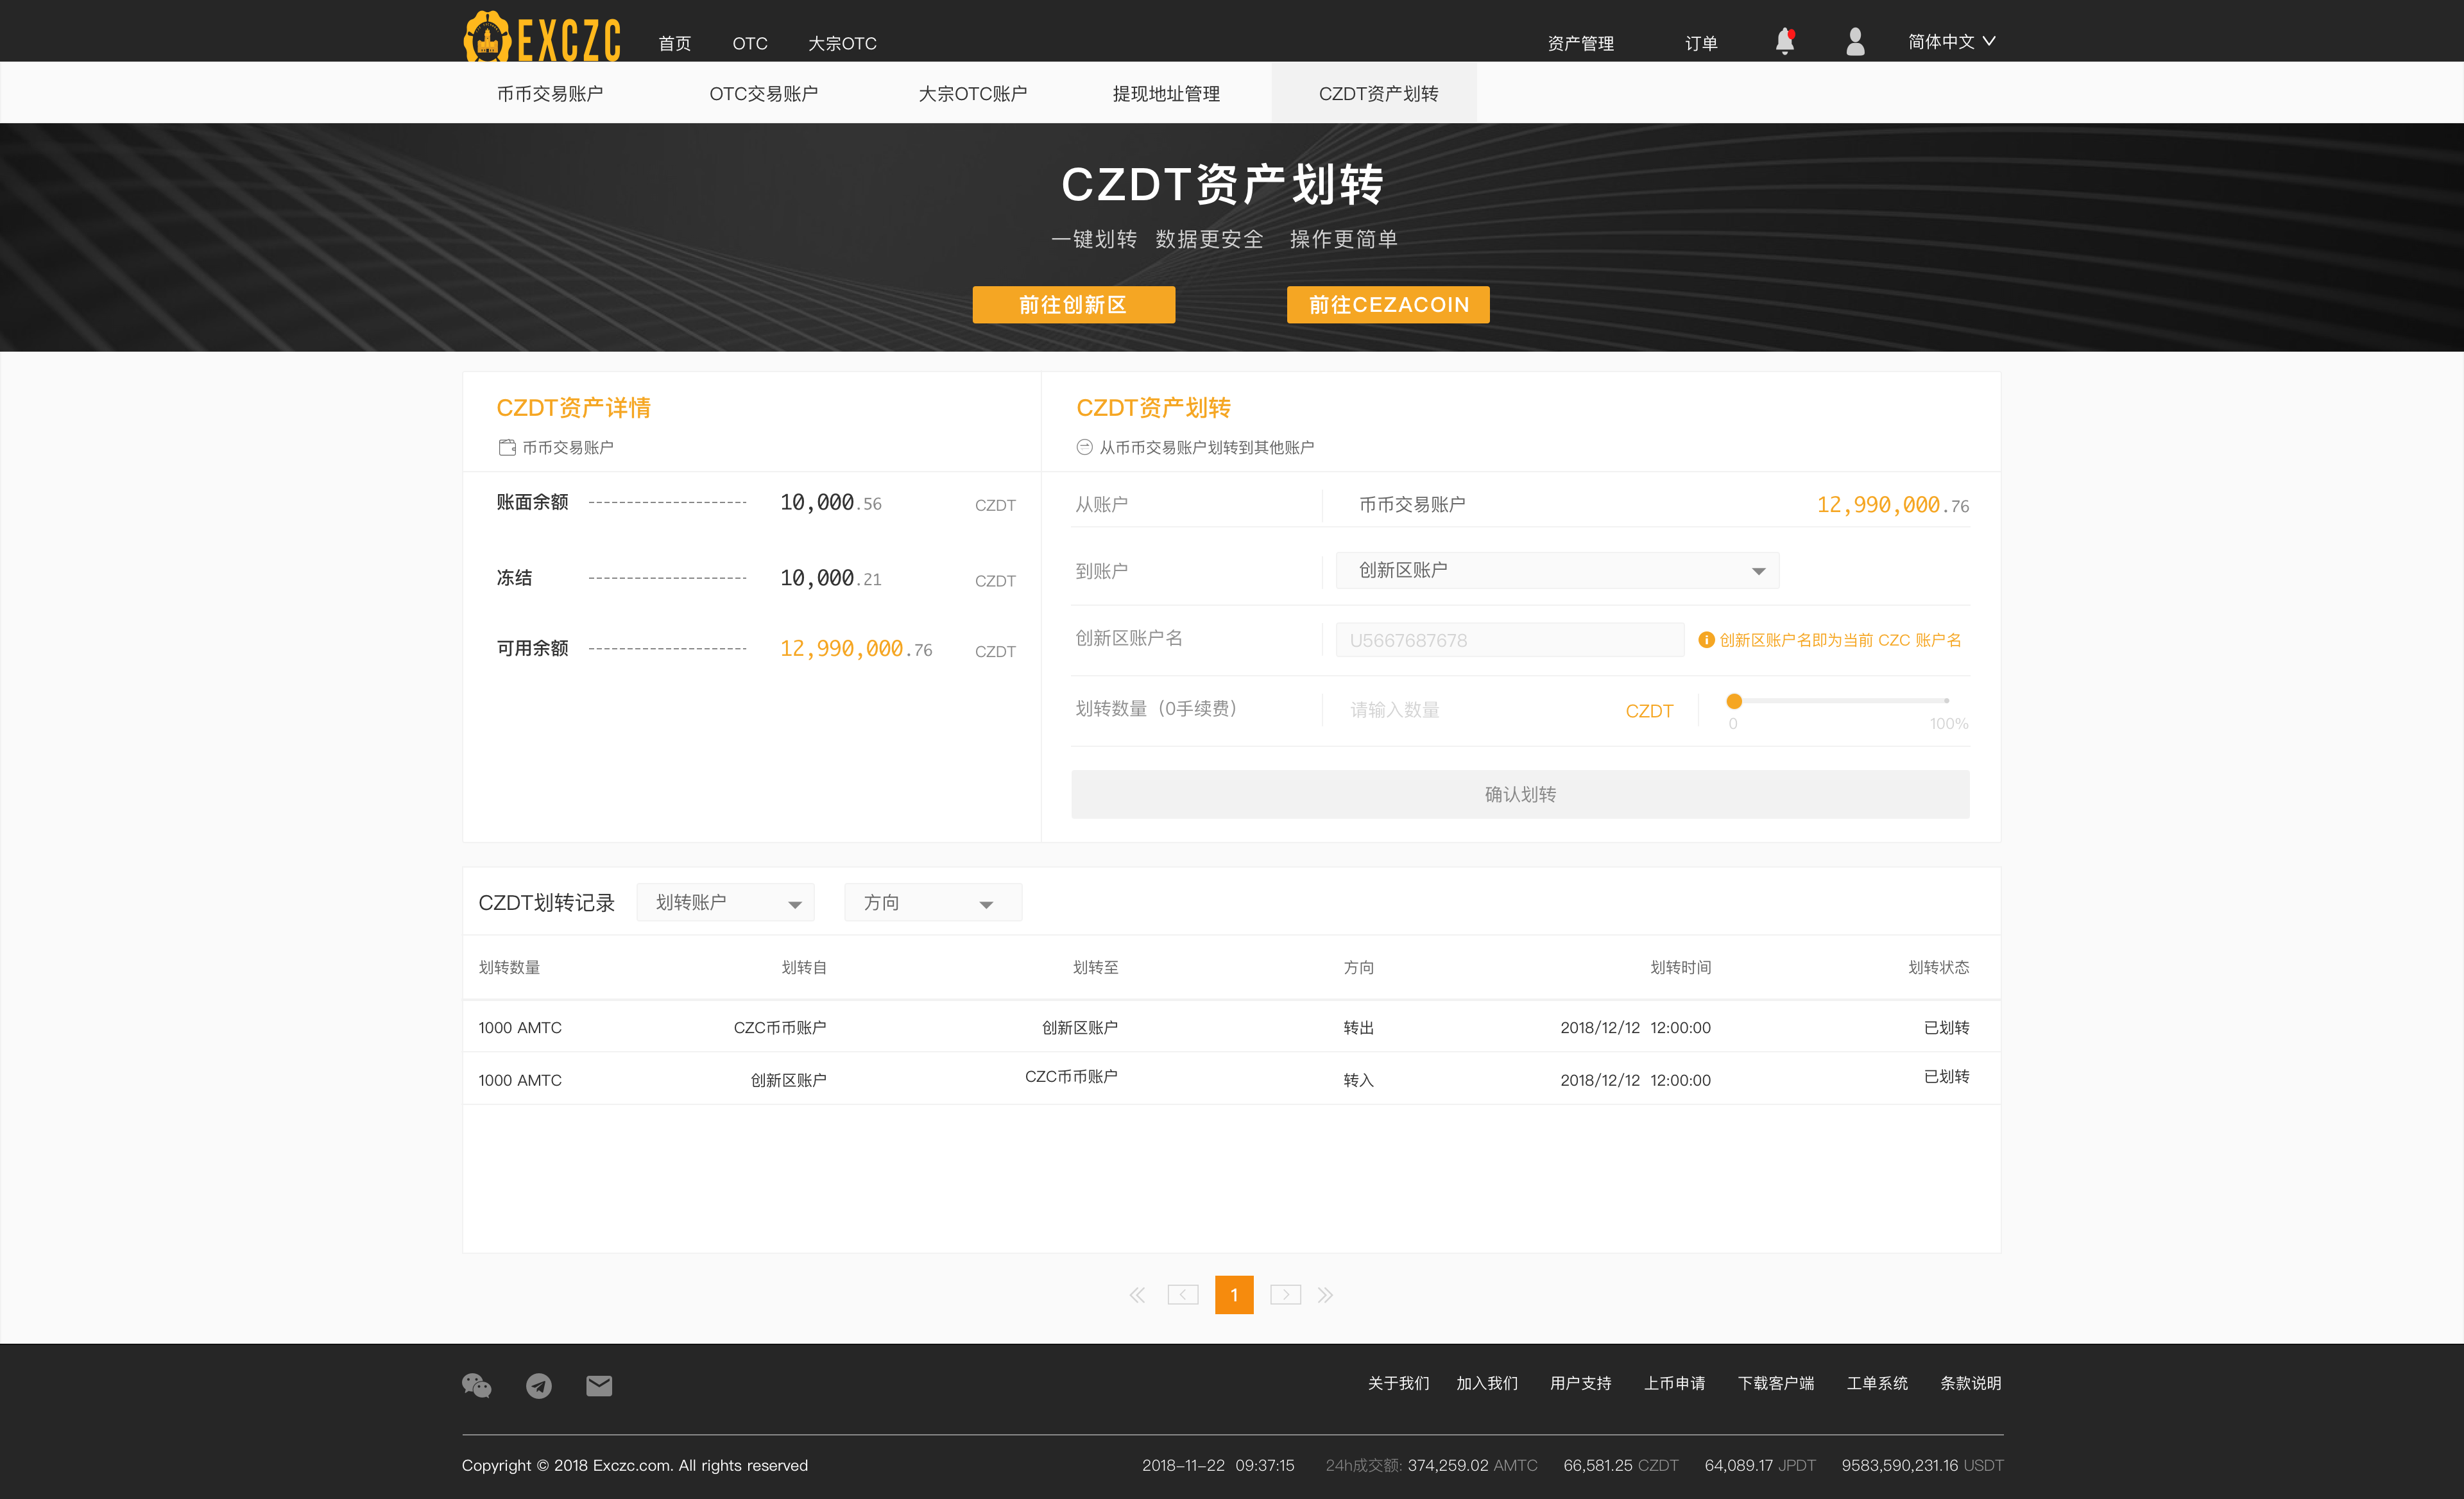 EXCZC 首页 OTC 大宗OTC 资产管理 订单 简体中文
币币交易账户 OTC交易账户 大宗OTC账户 提现地址管理 CZDT资产划转
CZDT资产划转
一键划转 数据更安全 操作更简单
前往创新区 前往CEZACOIN
CZDT资产详情
币币交易账户
账面余额 10,000.56 CZDT
冻结 10,000.21 CZDT
可用余额 12,990,000.76 CZDT
CZDT资产划转
从币币交易账户划转到其他账户
从账户 币币交易账户 12,990,000.76
到账户 创新区账户
创新区账户名 U5667687678 创新区账户名即为当前 CZC 账户名
划转数量（0手续费） 请输入数量 CZDT
0 100%
确认划转
CZDT划转记录 划转账户 方向
划转数量 划转自 划转至 方向 划转时间 划转状态
1000 AMTC CZC币币账户 创新区账户 转出 2018/12/12 12:00:00 已划转
1000 AMTC 创新区账户 CZC币币账户 转入 2018/12/12 12:00:00 已划转
1
关于我们 加入我们 用户支持 上币申请 下载客户端 工单系统 条款说明
Copyright © 2018 Exczc.com. All rights reserved 2018-11-22 09:37:15 24h成交额: 374,259.02 AMTC 66,581.25 CZDT 64,089.17 JPDT 9583,590,231.16 USDT